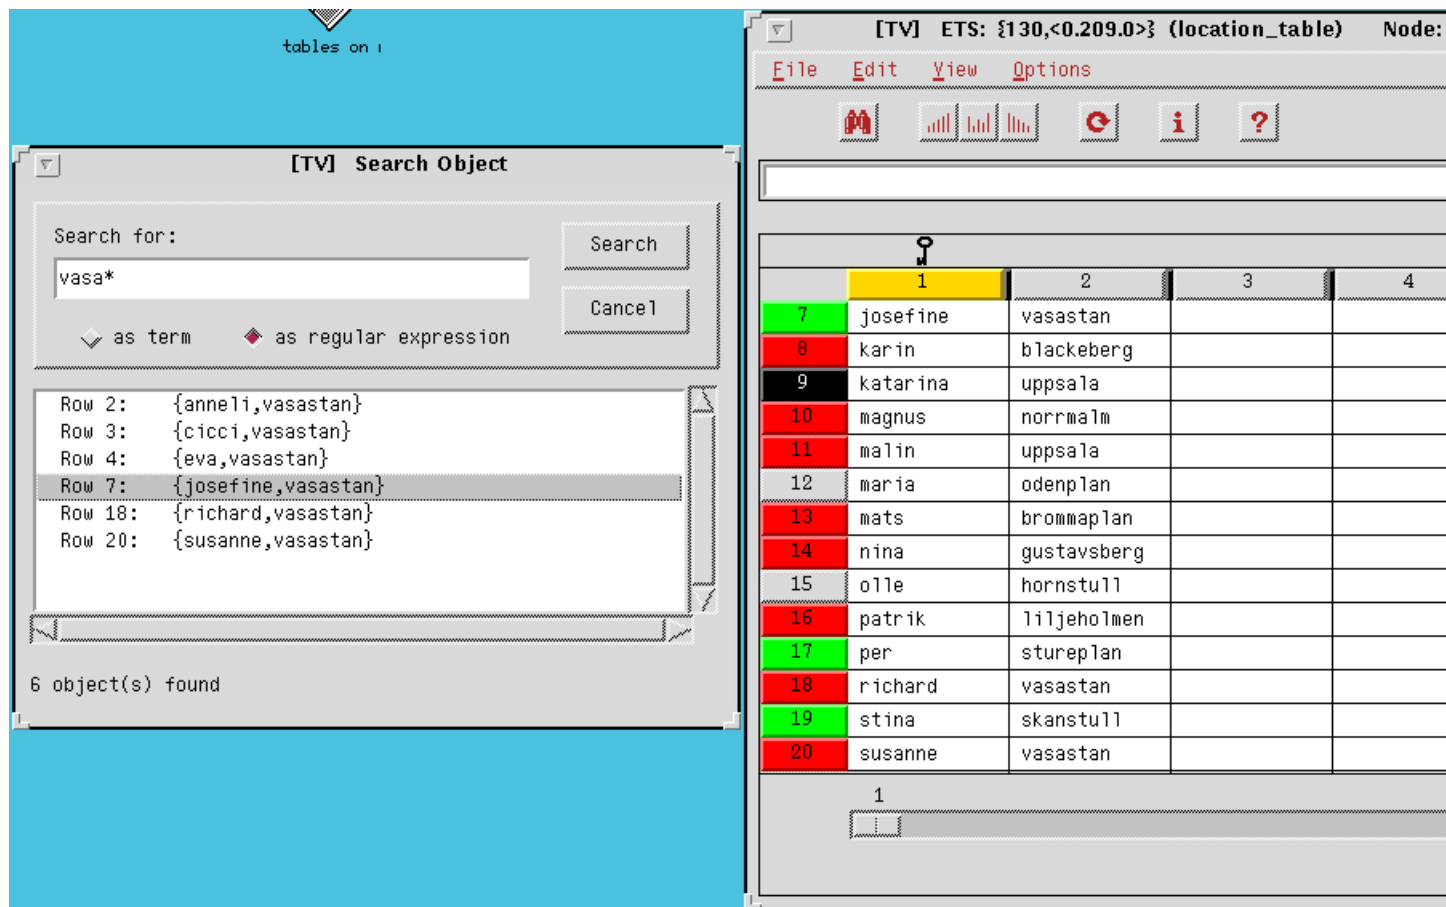 tables on
[TV] ETS: {130,<0.209.0>} (location_table) Node:
File Edit View Options
[TV] Search Object
Search for:
vasa*
Search
Cancel
as term as regular expression
Row 2: {anneli,vasastan}
Row 3: {cicci,vasastan}
Row 4: {eva,vasastan}
Row 7: {josefine,vasastan}
Row 18: {richard,vasastan}
Row 20: {susanne,vasastan}
6 object(s) found
1 2 3 4
7 josefine vasastan
8 karin blackeberg
9 katarina uppsala
10 magnus norrmalm
11 malin uppsala
12 maria odenplan
13 mats brommaplan
14 nina gustavsberg
15 olle hornstull
16 patrik liljeholmen
17 per stureplan
18 richard vasastan
19 stina skanstull
20 susanne vasastan
1